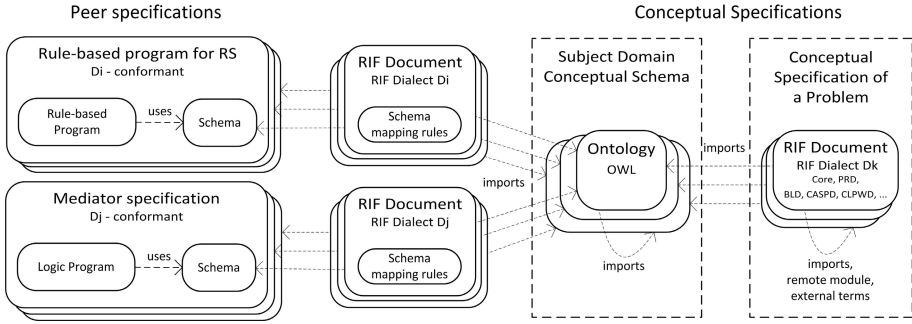 Peer specifications
Conceptual Specifications
Rule-based program for RS
Di - conformant
Rule-based
Program
uses
Schema
RIF Document
RIF Dialect Di
Schema
mapping rules
Mediator specification
Dj - conformant
Logic Program
uses
Schema
RIF Document
RIF Dialect Dj
Schema
mapping rules
imports
Subject Domain
Conceptual Schema
Ontology
OWL
imports
imports
Conceptual
Specification of
a Problem
RIF Document
RIF Dialect Dk
Core, PRD,
BLD, CASPD, CLPWD, ...
imports,
remote module,
external terms